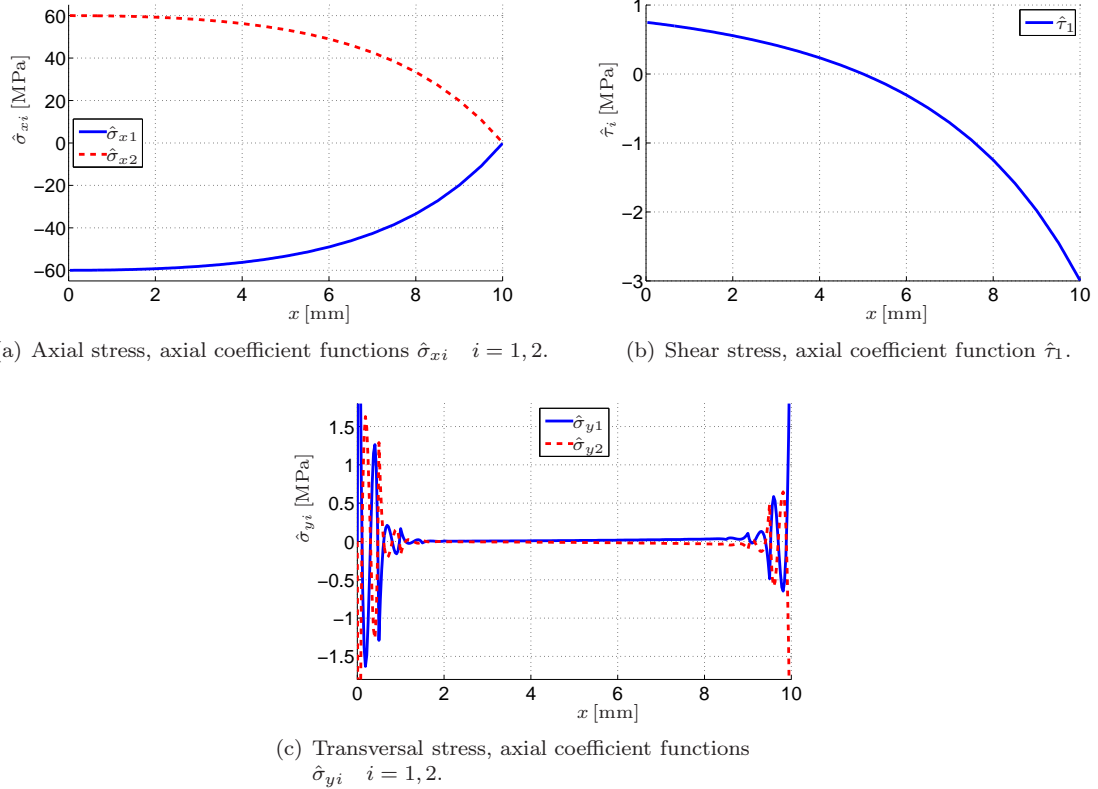 60
40
20
0
−20
−40
−60
σ̂xi [MPa]
σ̂x1
σ̂x2
0 2 4 6 8 10
x [mm]
1
0
−1
−2
−3
τ̂i [MPa]
τ̂1
0 2 4 6 8 10
x [mm]
a) Axial stress, axial coefficient functions σ̂xi i = 1, 2.
(b) Shear stress, axial coefficient function τ̂1.
1.5
1
0.5
0
−0.5
−1
−1.5
σ̂yi [MPa]
σ̂y1
σ̂y2
0 2 4 6 8 10
x [mm]
(c) Transversal stress, axial coefficient functions
σ̂yi i = 1, 2.